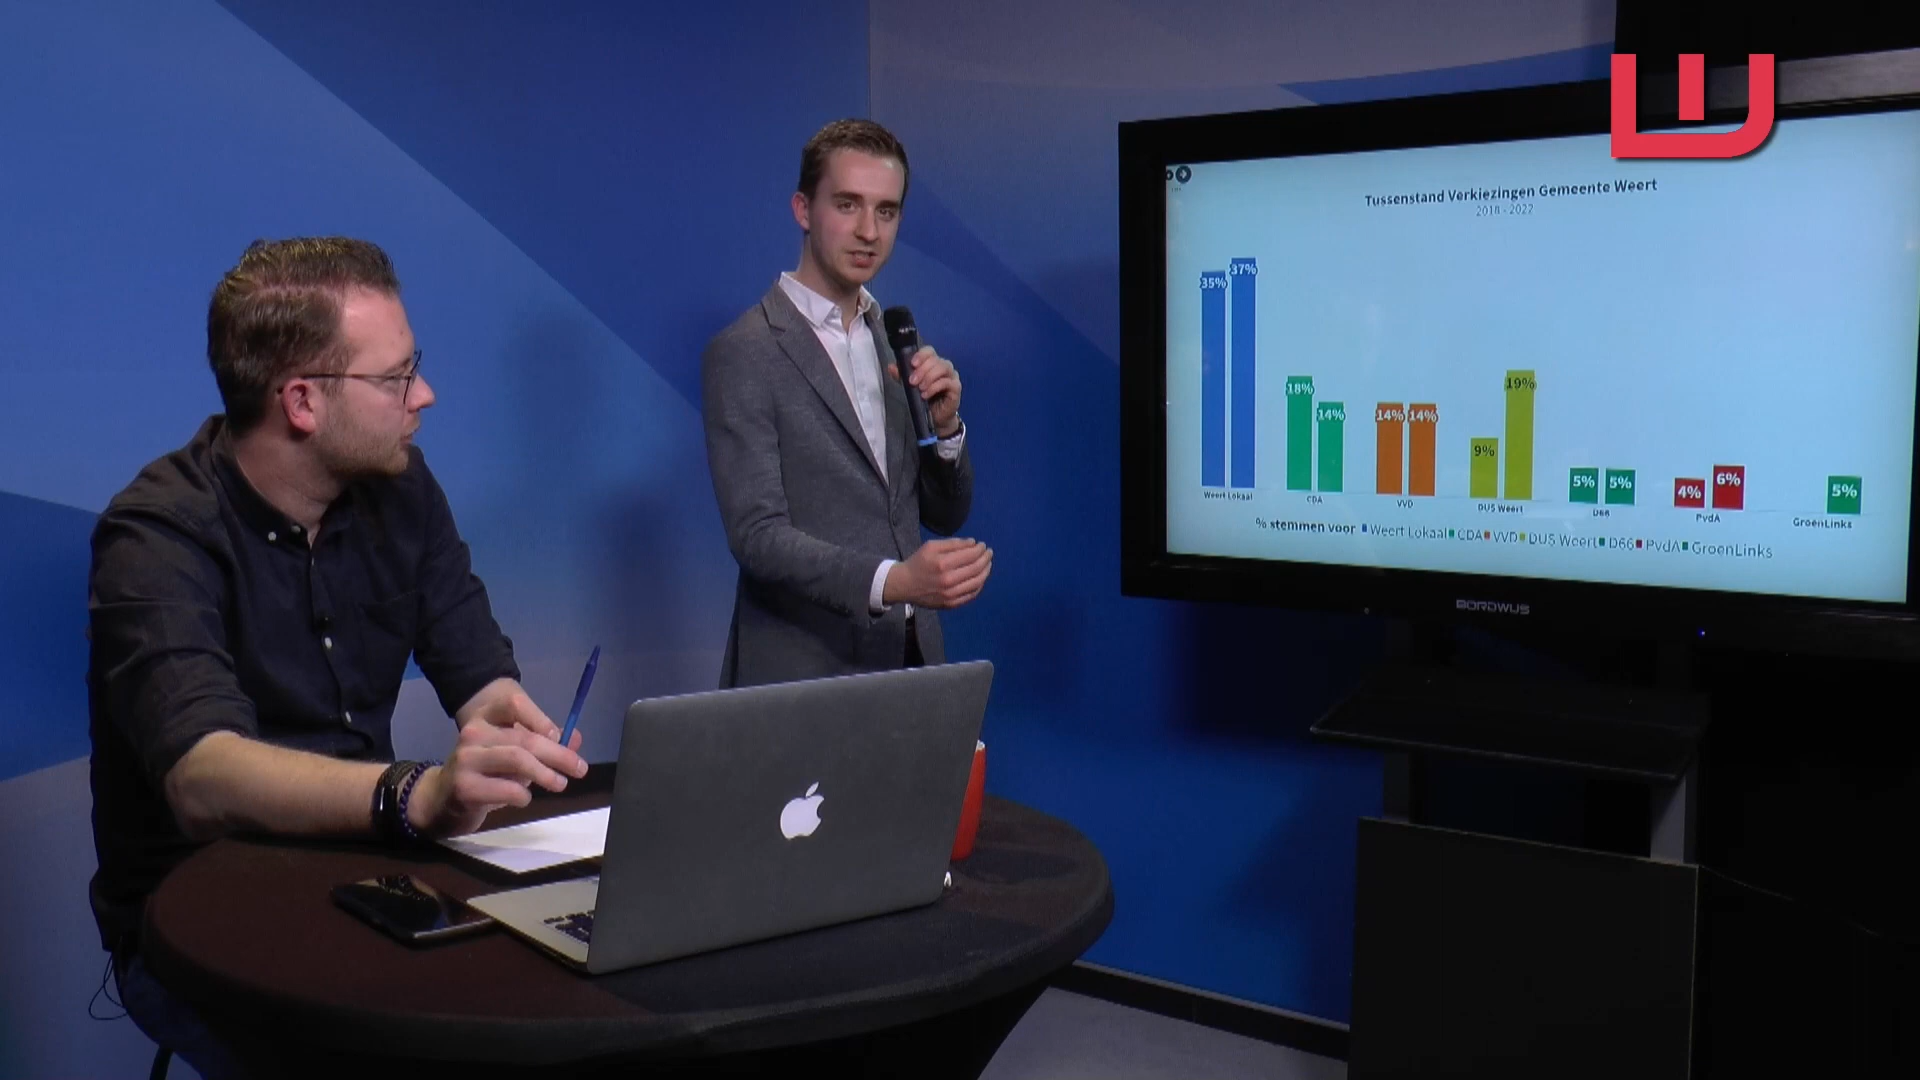 Tussenstand Verkiezingen Gemeente Weert
2018 - 2022
35% 37%
18% 14%
14% 14%
9% 19%
5% 5%
4% 6%
5%
Weert Lokaal CDA VVD DUS Weert D66 PvdA GroenLinks
% stemmen voor Weert Lokaal CDA VVD DUS Weert D66 PvdA GroenLinks